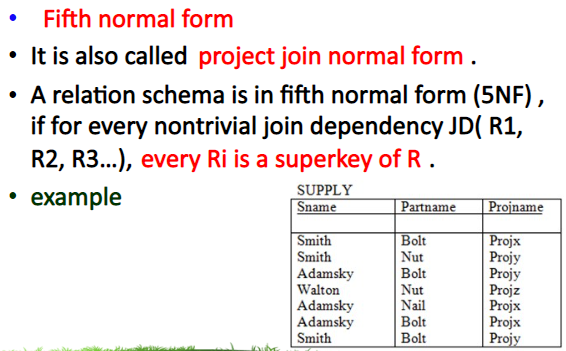 Fifth normal form
It is also called project join normal form .
A relation schema is in fifth normal form (5NF) ,
if for every nontrivial join dependency JD( R1,
R2, R3...), every Ri is a superkey of R .
example
SUPPLY
Sname Partname Projname
Smith Bolt Projx
Smith Nut Projy
Adamsky Bolt Projy
Walton Nut Projz
Adamsky Nail Projx
Adamsky Bolt Projx
Smith Bolt Projy